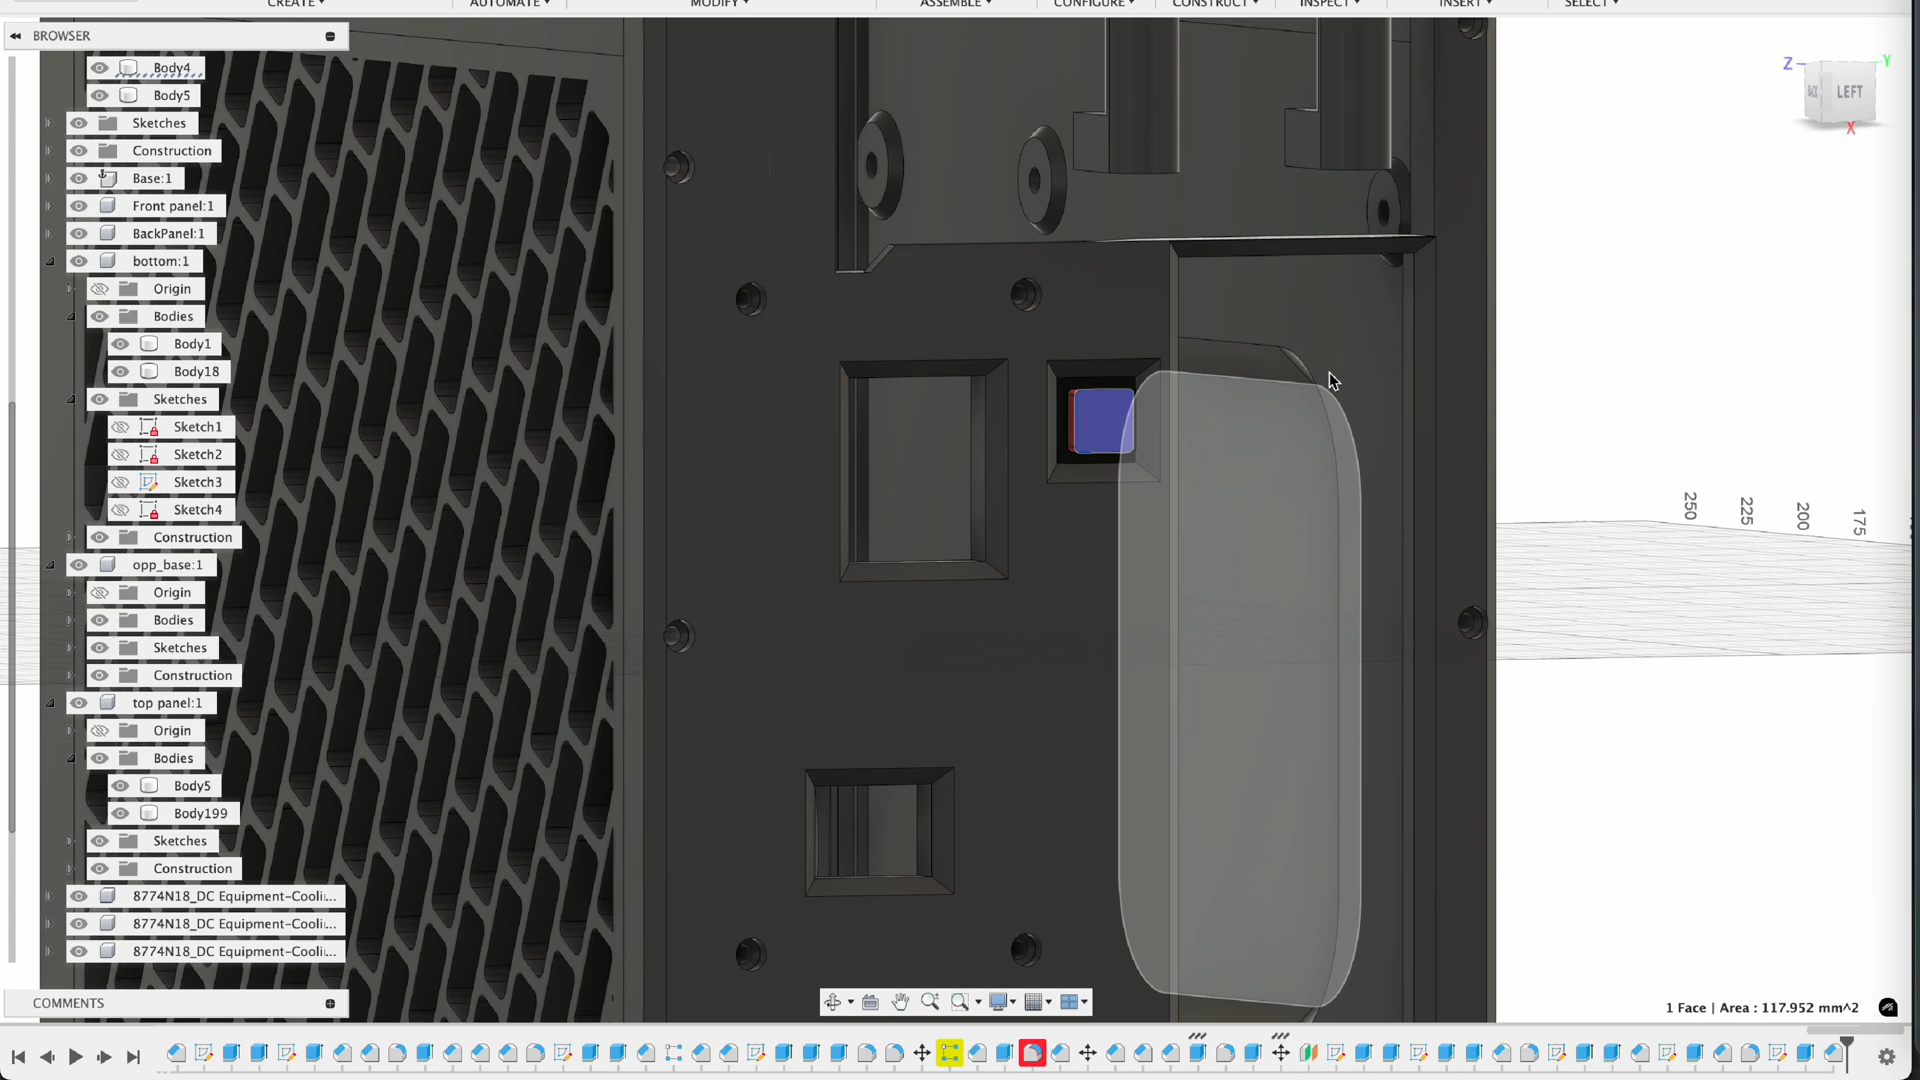 CREATE
AUTOMATE
MODIFY
ASSEMBLE
CONFIGURE
CONSTRUCT
INSPECT
INSERT
SELECT
BROWSER
Body4
Body5
Sketches
Construction
Base:1
Front panel:1
BackPanel:1
bottom:1
Origin
Bodies
Body1
Body18
Sketches
Sketch1
Sketch2
Sketch3
Sketch4
Construction
opp_base:1
Origin
Bodies
Sketches
Construction
top panel:1
Origin
Bodies
Body5
Body199
Sketches
Construction
8774N18_DC Equipment-Cooli...
8774N18_DC Equipment-Cooli...
8774N18_DC Equipment-Cooli...
COMMENTS
Z
Y
BACK
LEFT
X
250
225
200
175
1 Face | Area : 117.952 mm^2